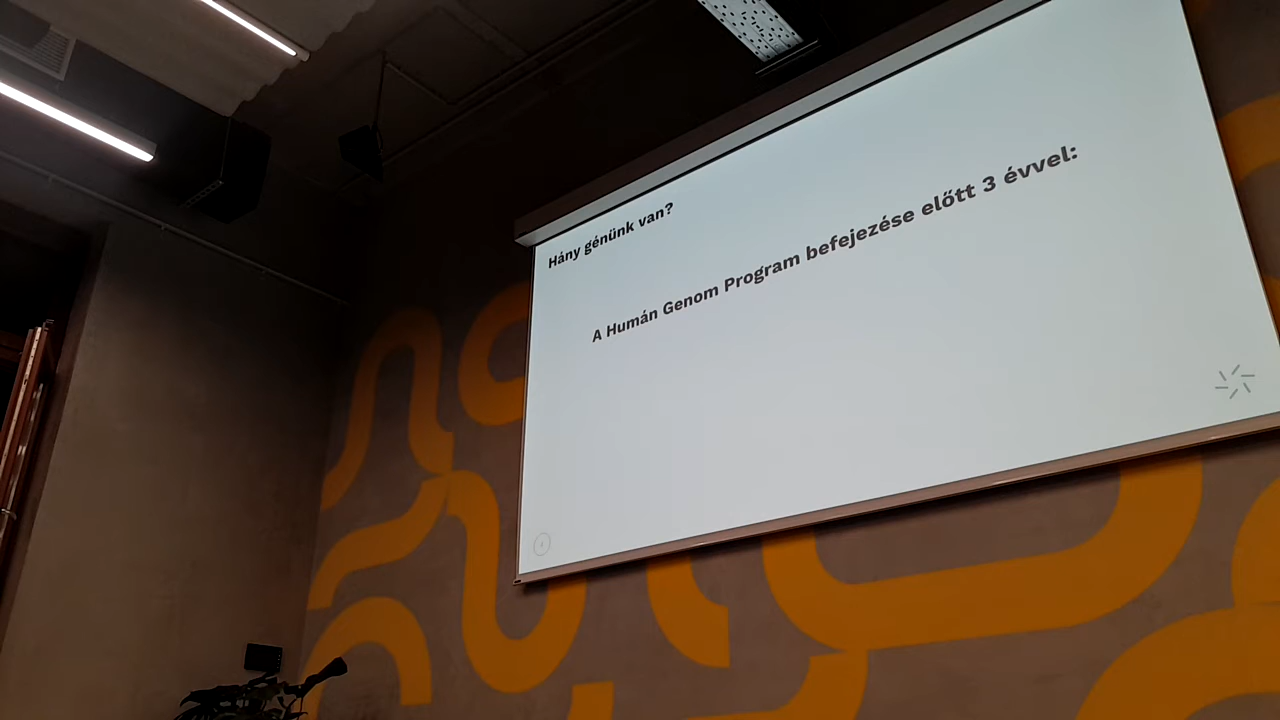 Hány génünk van?
A Humán Genom Program befejezése előtt 3 évvel: